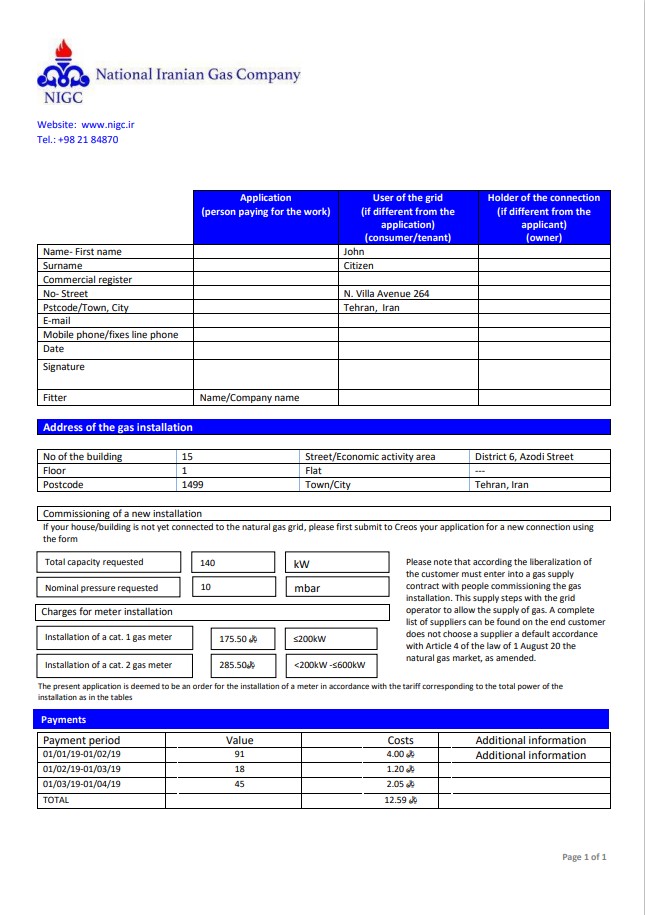 National Iranian Gas Company
NIGC
Website: www.nigc.ir
Tel.: +98 21 84870
Application
(person paying for the work)
User of the grid
(if different from the
application)
(consumer/tenant)
Holder of the connection
(if different from the
applicant)
(owner)
Name- First name John
Surname Citizen
Commercial register
No- Street N. Villa Avenue 264
Pstcode/Town, City Tehran, Iran
E-mail
Mobile phone/fixes line phone
Date
Signature
Fitter Name/Company name
Address of the gas installation
No of the building 15 Street/Economic activity area District 6, Azodi Street
Floor 1 Flat ---
Postcode 1499 Town/City Tehran, Iran
Commissioning of a new installation
If your house/building is not yet connected to the natural gas grid, please first submit to Creos your application for a new connection using
the form
Total capacity requested 140 kW
Nominal pressure requested 10 mbar
Charges for meter installation
Installation of a cat. 1 gas meter 175.50 ≤200kW
Installation of a cat. 2 gas meter 285.50 <200kW -≤600kW
Please note that according the liberalization of
the customer must enter into a gas supply
contract with people commissioning the gas
installation. This supply steps with the grid
operator to allow the supply of gas. A complete
list of suppliers can be found on the end customer
does not choose a supplier a default accordance
with Article 4 of the law of 1 August 20 the
natural gas market, as amended.
The present application is deemed to be an order for the installation of a meter in accordance with the tariff corresponding to the total power of the
installation as in the tables
Payments
Payment period Value Costs Additional information
01/01/19-01/02/19 91 4.00 Additional information
01/02/19-01/03/19 18 1.20
01/03/19-01/04/19 45 2.05
TOTAL 12.59
Page 1 of 1